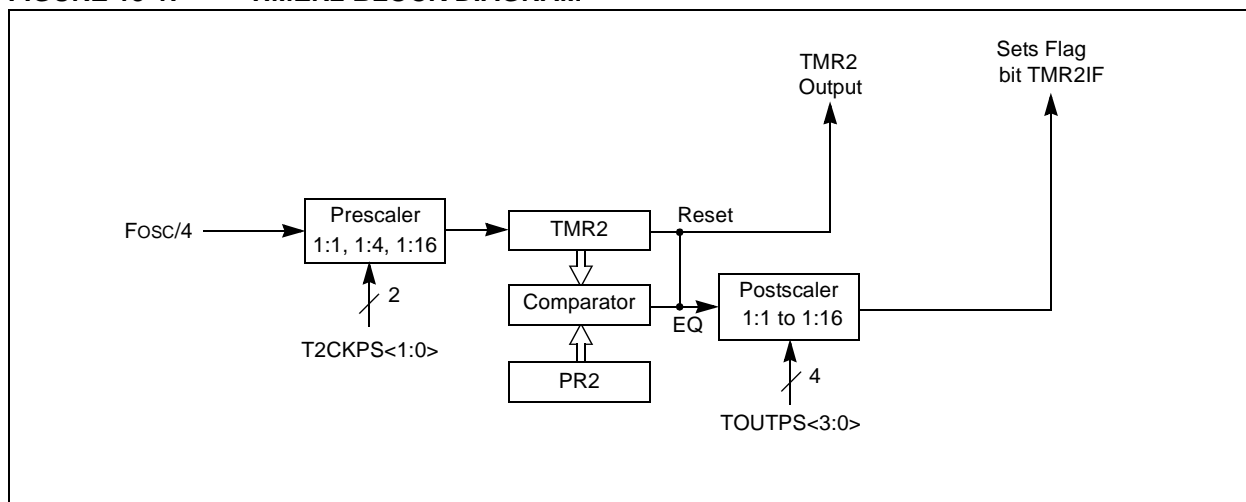 TMR2
Output
Sets Flag
bit TMR2IF
FOSC/4
Prescaler
1:1, 1:4, 1:16
TMR2
Reset
2
Comparator
EQ
Postscaler
1:1 to 1:16
T2CKPS<1:0>
PR2
4
TOUTPS<3:0>